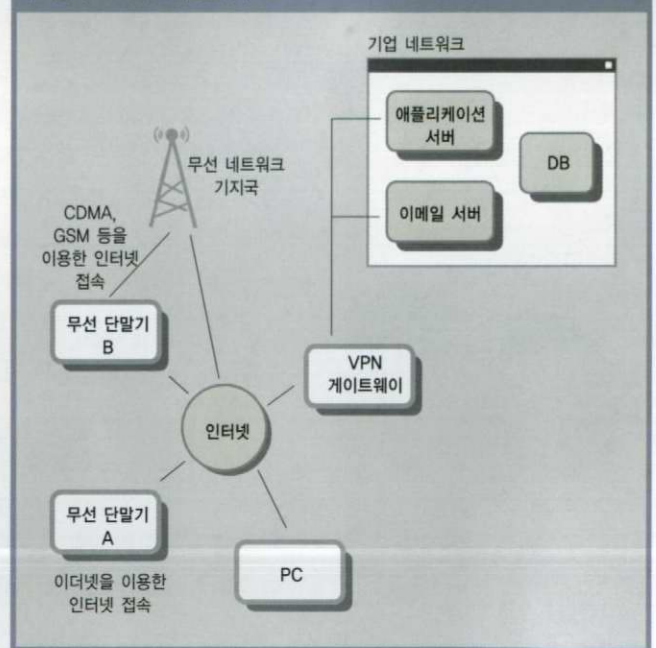 기업 네트워크
애플리케이션
서버
DB
이메일 서버
무선 네트워크
기지국
CDMA,
GSM 등을
이용한 인터넷
접속
무선 단말기
B
VPN
게이트웨이
인터넷
무선 단말기
A
이더넷을 이용한
인터넷 접속
PC